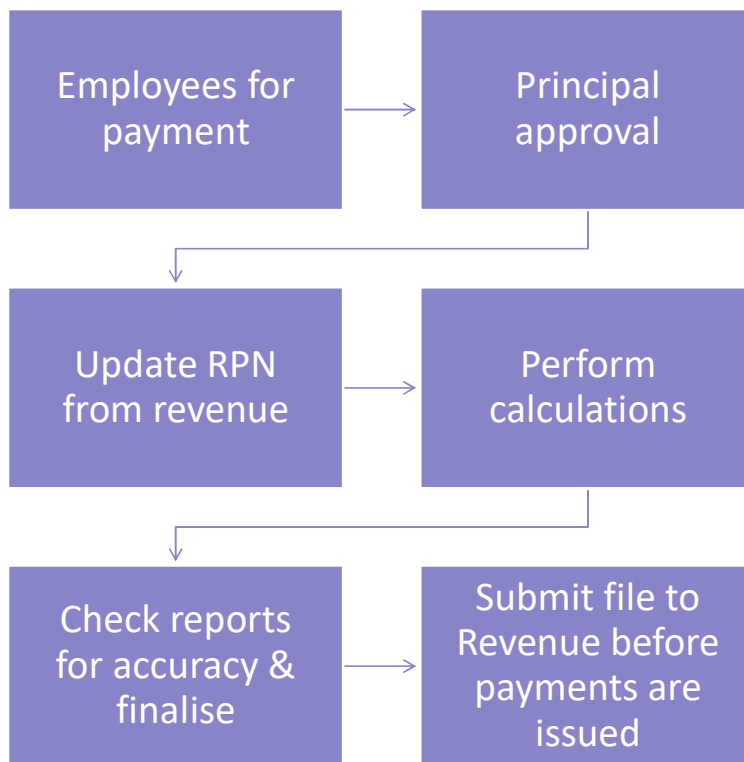 Employees for
payment
Principal
approval
Update RPN
from revenue
Perform
calculations
Check reports
for accuracy &
finalise
Submit file to
Revenue before
payments are
issued